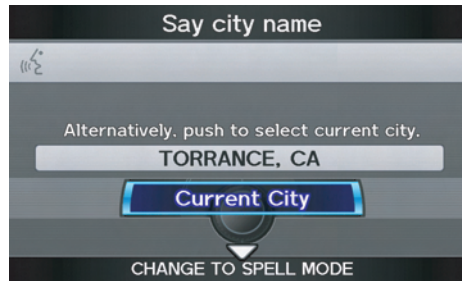 Say city name
Alternatively, push to select current city.
TORRANCE, CA
Current City
CHANGE TO SPELL MODE